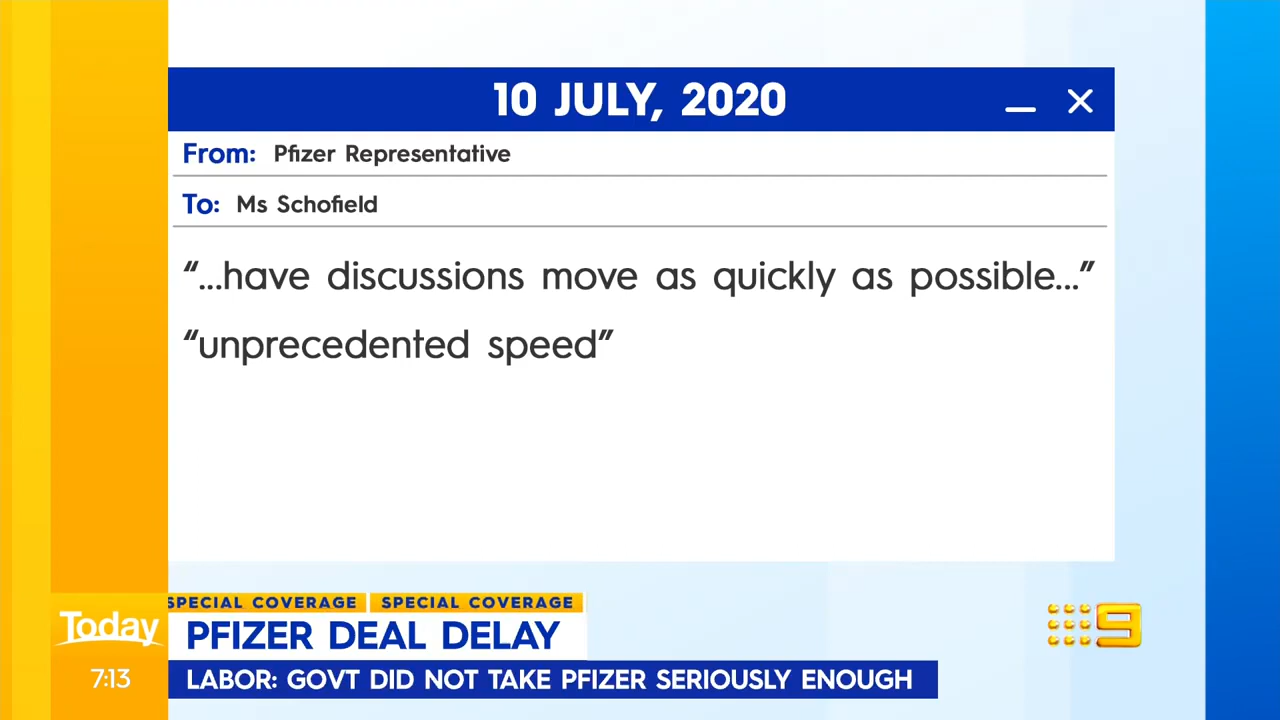 10 JULY, 2020
From: Pfizer Representative
To: Ms Schofield
“...have discussions move as quickly as possible...”
“unprecedented speed”
SPECIAL COVERAGE SPECIAL COVERAGE
Today
PFIZER DEAL DELAY
9
7:13
LABOR: GOVT DID NOT TAKE PFIZER SERIOUSLY ENOUGH